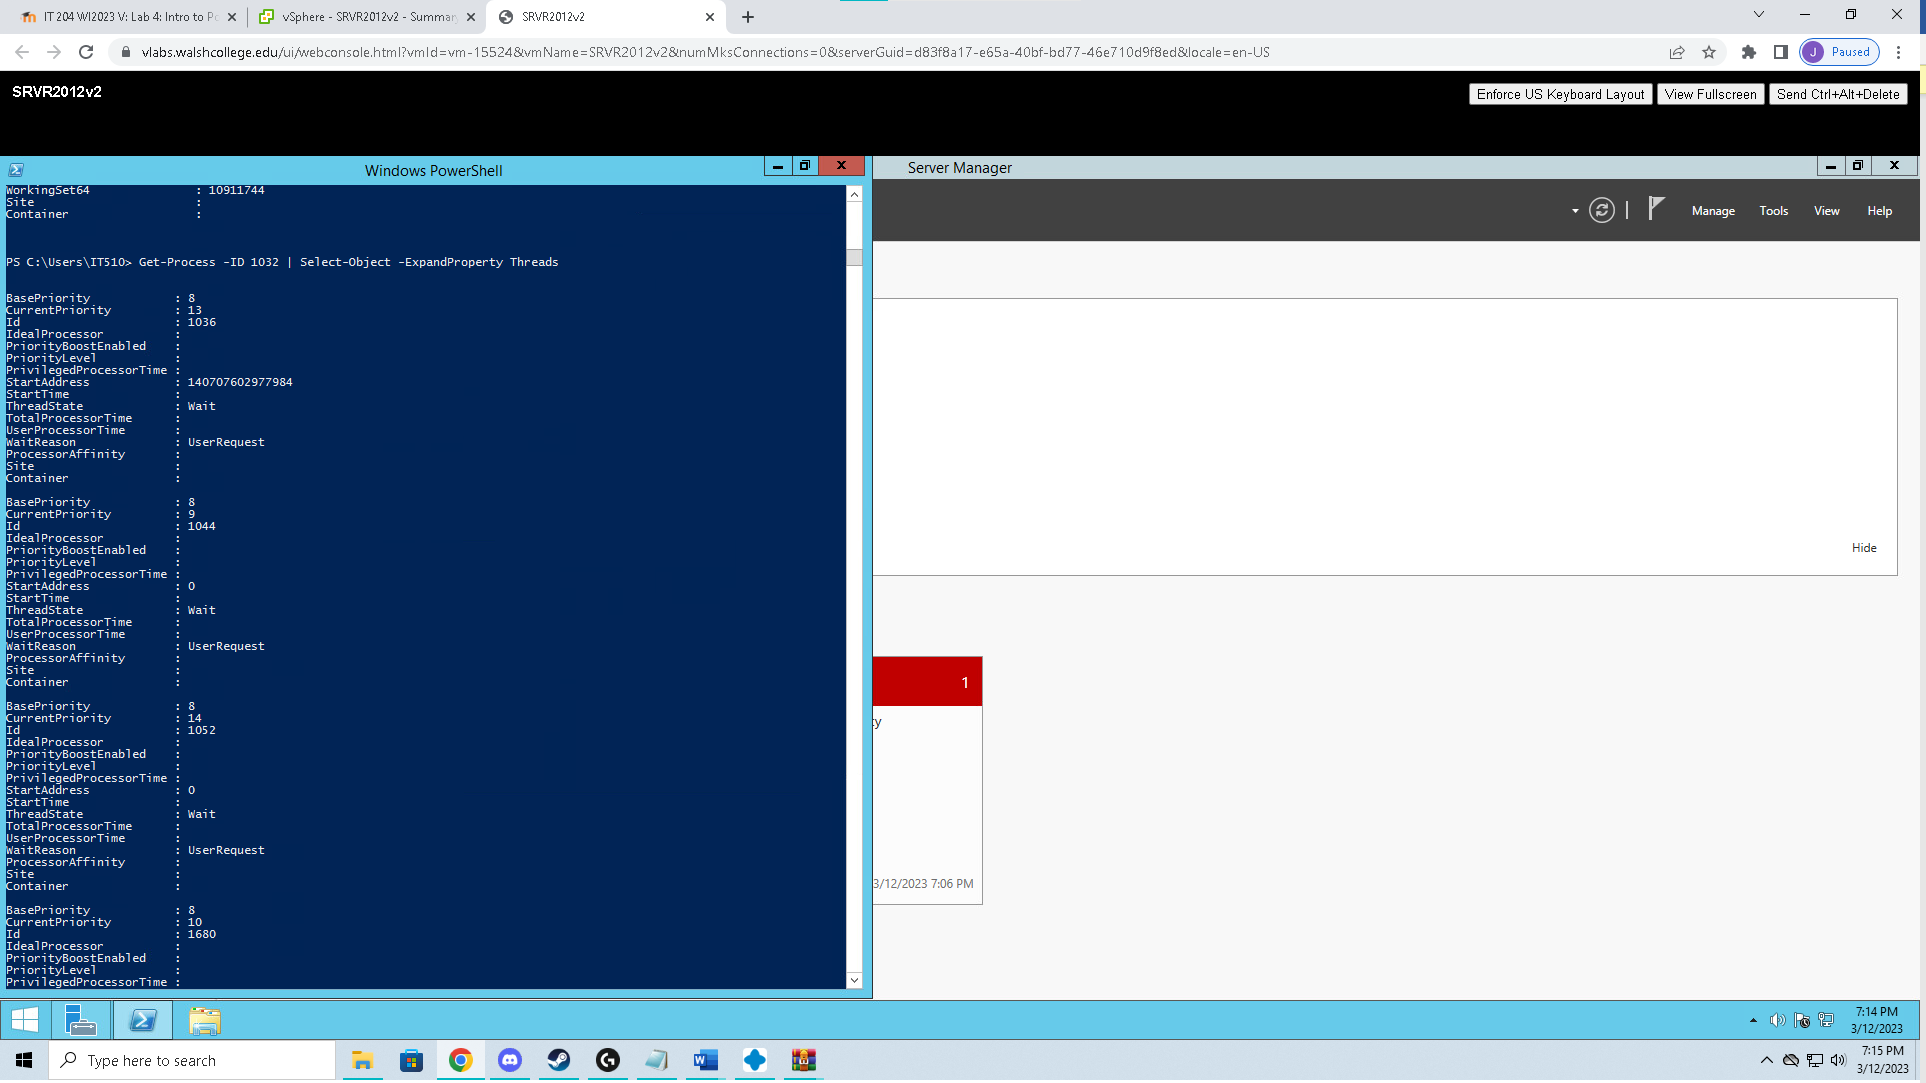 IT 204 WI2023 V: Lab 4: Intro to Po
vSphere - SRVR2012v2 - Summary
SRVR2012v2
vlabs.walshcollege.edu/ui/webconsole.html?vmId=vm-15524&vmName=SRVR2012v2&numMksConnections=0&serverGuid=d83f8a17-e65a-40bf-bd77-46e710d9f8ed&locale=en-US
J Paused
SRVR2012v2
Enforce US Keyboard Layout
View Fullscreen
Send Ctrl+Alt+Delete
Windows PowerShell
WorkingSet64 : 10911744
Site :
Container :
PS C:\Users\IT510> Get-Process -ID 1032 | Select-Object -ExpandProperty Threads
BasePriority : 8
CurrentPriority : 13
Id : 1036
IdealProcessor :
PriorityBoostEnabled :
PriorityLevel :
PrivilegedProcessorTime :
StartAddress : 140707602977984
StartTime :
ThreadState : Wait
TotalProcessorTime :
UserProcessorTime :
WaitReason : UserRequest
ProcessorAffinity :
Site :
Container :
BasePriority : 8
CurrentPriority : 9
Id : 1044
IdealProcessor :
PriorityBoostEnabled :
PriorityLevel :
PrivilegedProcessorTime :
StartAddress : 0
StartTime :
ThreadState : Wait
TotalProcessorTime :
UserProcessorTime :
WaitReason : UserRequest
ProcessorAffinity :
Site :
Container :
BasePriority : 8
CurrentPriority : 14
Id : 1052
IdealProcessor :
PriorityBoostEnabled :
PriorityLevel :
PrivilegedProcessorTime :
StartAddress : 0
StartTime :
ThreadState : Wait
TotalProcessorTime :
UserProcessorTime :
WaitReason : UserRequest
ProcessorAffinity :
Site :
Container :
BasePriority : 8
CurrentPriority : 10
Id : 1680
IdealProcessor :
PriorityBoostEnabled :
PriorityLevel :
PrivilegedProcessorTime :
Server Manager
Manage
Tools
View
Help
Hide
1
ty
3/12/2023 7:06 PM
7:14 PM
3/12/2023
Type here to search
7:15 PM
3/12/2023